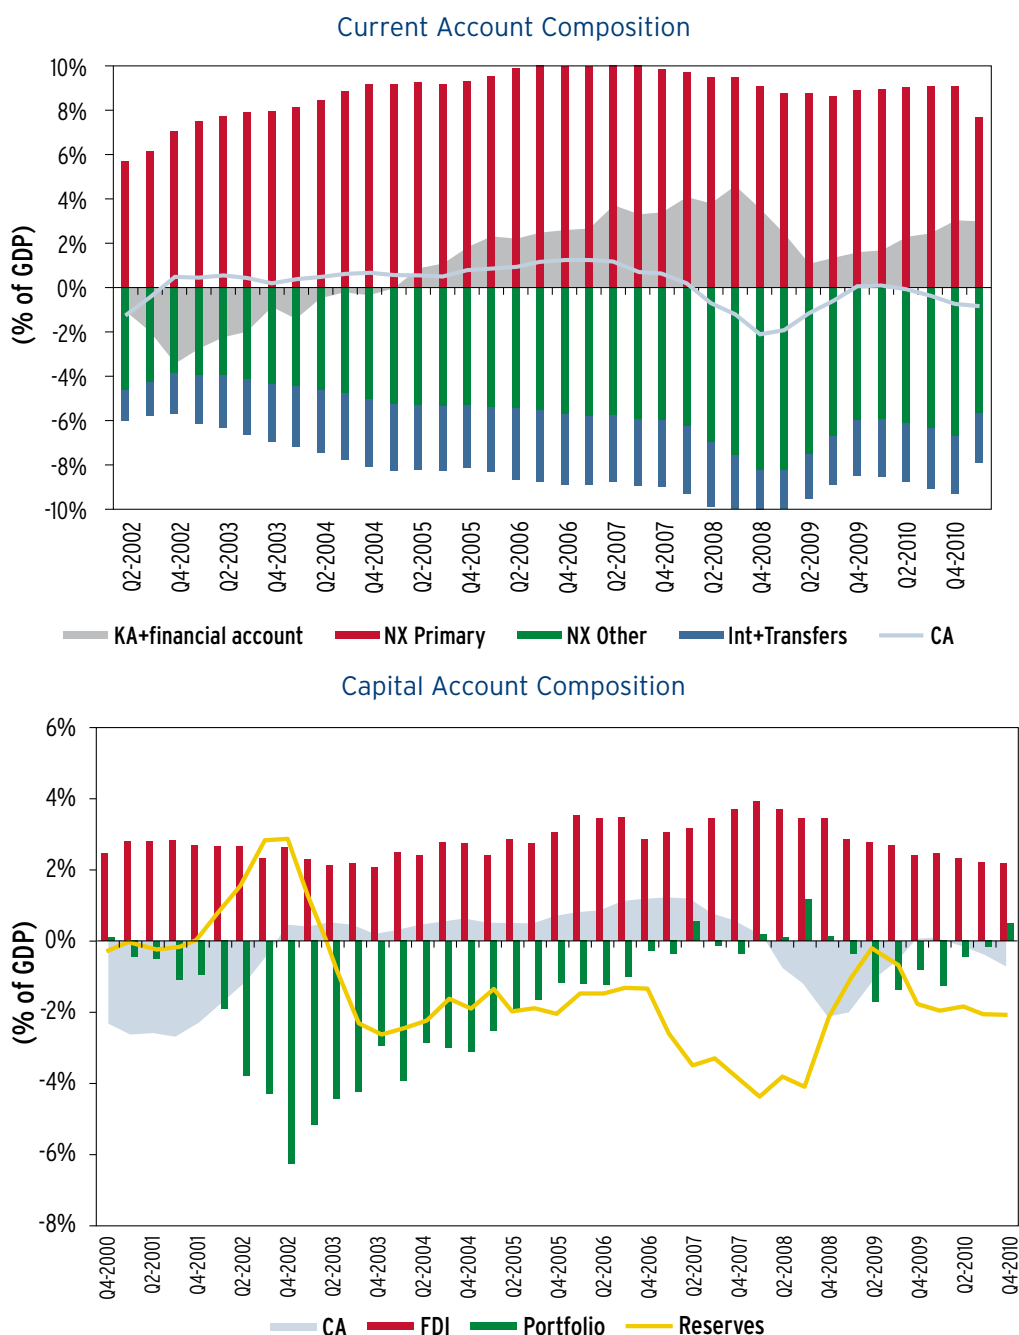 Current Account Composition
10%
8%
6%
4%
2%
0%
-2%
-4%
-6%
-8%
-10%
(% of GDP)
Q2-2002
Q4-2002
Q2-2003
Q4-2003
Q2-2004
Q4-2004
Q2-2005
Q4-2005
Q2-2006
Q4-2006
Q2-2007
Q4-2007
Q2-2008
Q4-2008
Q2-2009
Q4-2009
Q2-2010
Q4-2010
KA+financial account NX Primary NX Other Int+Transfers CA
Capital Account Composition
6%
4%
2%
0%
-2%
-4%
-6%
-8%
(% of GDP)
Q4-2000
Q2-2001
Q4-2001
Q2-2002
Q4-2002
Q2-2003
Q4-2003
Q2-2004
Q4-2004
Q2-2005
Q4-2005
Q2-2006
Q4-2006
Q2-2007
Q4-2007
Q2-2008
Q4-2008
Q2-2009
Q4-2009
Q2-2010
Q4-2010
CA FDI Portfolio Reserves